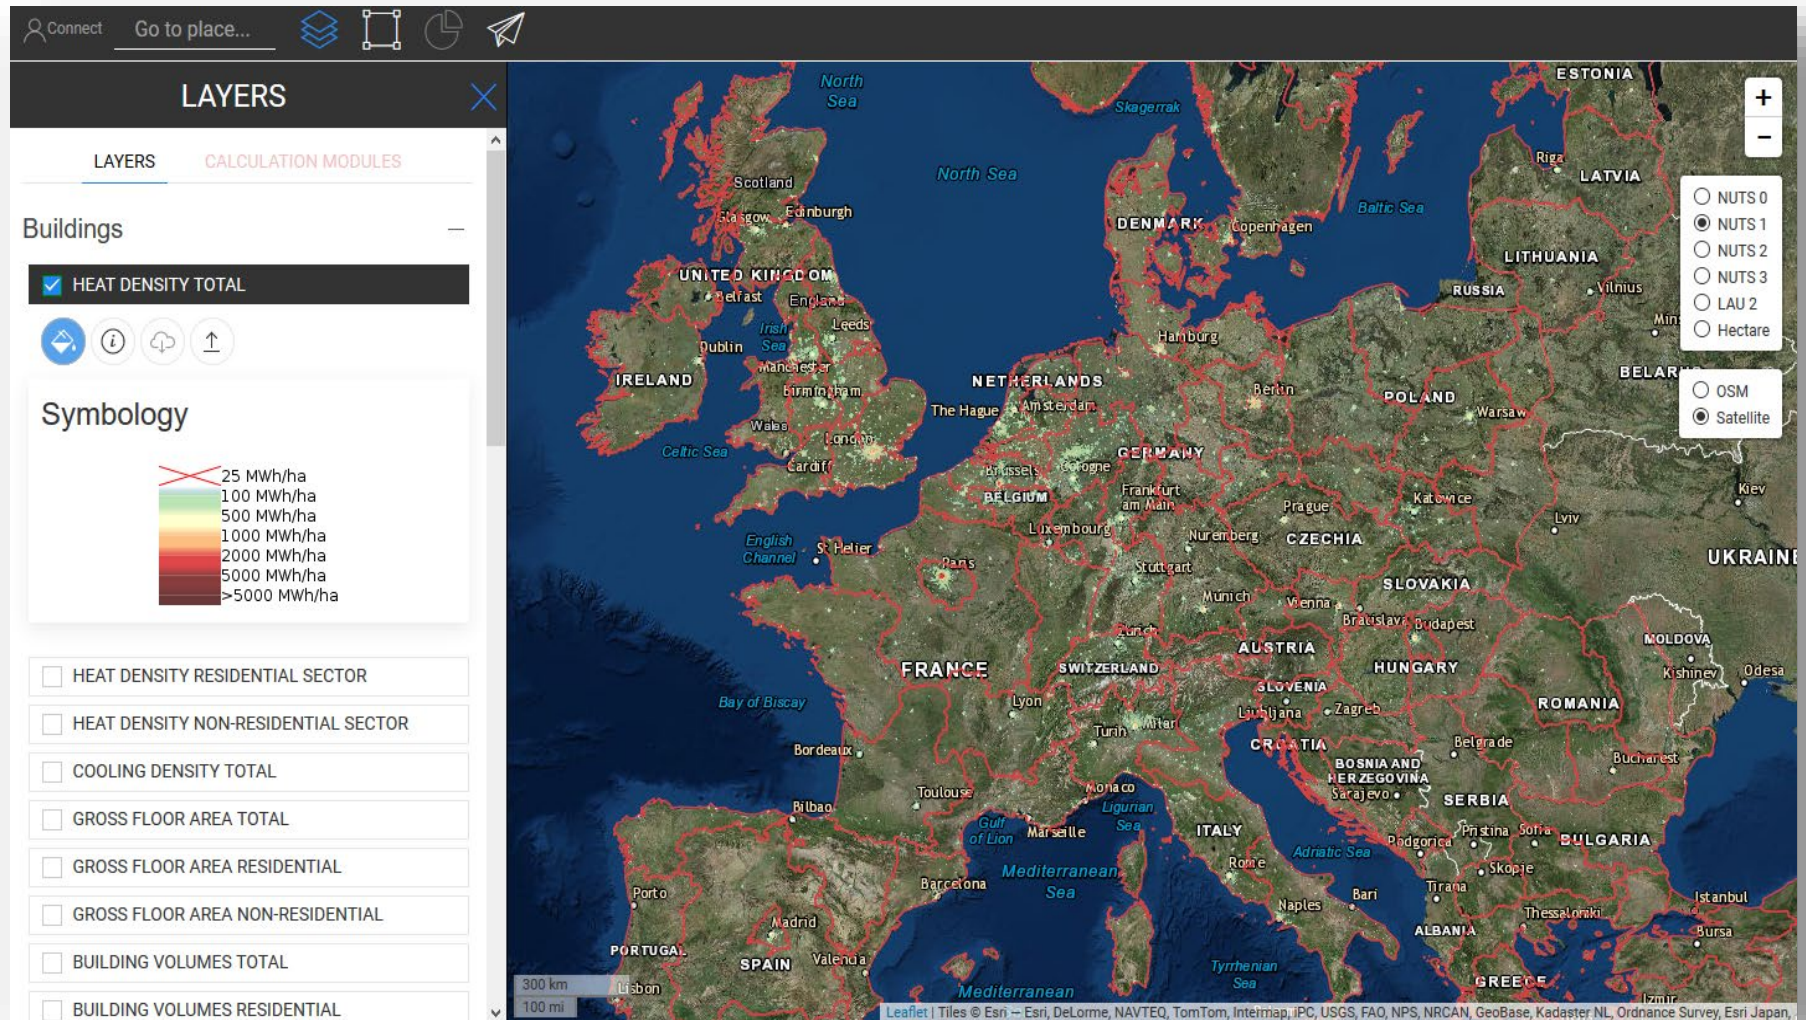 Connect
Go to place...
LAYERS
LAYERS
CALCULATION MODULES
Buildings
HEAT DENSITY TOTAL
Symbology
25 MWh/ha
100 MWh/ha
500 MWh/ha
1000 MWh/ha
2000 MWh/ha
5000 MWh/ha
>5000 MWh/ha
HEAT DENSITY RESIDENTIAL SECTOR
HEAT DENSITY NON-RESIDENTIAL SECTOR
COOLING DENSITY TOTAL
GROSS FLOOR AREA TOTAL
GROSS FLOOR AREA RESIDENTIAL
GROSS FLOOR AREA NON-RESIDENTIAL
BUILDING VOLUMES TOTAL
BUILDING VOLUMES RESIDENTIAL
+
−
NUTS 0
NUTS 1
NUTS 2
NUTS 3
LAU 2
Hectare
OSM
Satellite
North
Sea
Skagerrak
ESTONIA
Riga
LATVIA
North Sea
Scotland
Glasgow
Edinburgh
DENMARK
Copenhagen
Baltic Sea
LITHUANIA
UNITED KINGDOM
RUSSIA
Vilnius
Belfast
England
Min
Irish
Sea
Leeds
Dublin
Hamburg
Manchester
IRELAND
NETHERLANDS
BELARUS
Birmingham
Berlin
POLAND
The Hague
Amsterdam
Warsaw
Wales
London
Celtic Sea
Cardiff
GERMANY
Brussels
Cologne
BELGIUM
Frankfurt
am Main
Prague
Katowice
Kiev
Lviv
Luxembourg
Nuremberg
CZECHIA
English
Channel
St Helier
UKRAINE
Paris
Stuttgart
SLOVAKIA
Munich
Vienna
Bratislava
Budapest
Zurich
MOLDOVA
AUSTRIA
FRANCE
SWITZERLAND
HUNGARY
Kishinev
Odesa
SLOVENIA
Bay of Biscay
Lyon
Ljubljana
Zagreb
ROMANIA
Turin
Milan
Bordeaux
CROATIA
Belgrade
Bucharest
BOSNIA AND
HERZEGOVINA
Sarajevo
Toulouse
Monaco
SERBIA
Bilbao
Ligurian
Sea
Gulf
of Lion
Marseille
ITALY
Pristina
Sofia
BULGARIA
Podgorica
Adriatic Sea
Rome
Skopje
Mediterranean
Sea
Barcelona
Porto
Tirana
Bari
Istanbul
Naples
Thessaloniki
Madrid
ALBANIA
Bursa
PORTUGAL
SPAIN
Valencia
Tyrrhenian
Sea
GREECE
Lisbon
Mediterranean
Izmir
300 km
100 mi
Leaflet | Tiles © Esri — Esri, DeLorme, NAVTEQ, TomTom, Intermap, iPC, USGS, FAO, NPS, NRCAN, GeoBase, Kadaster NL, Ordnance Survey, Esri Japan,